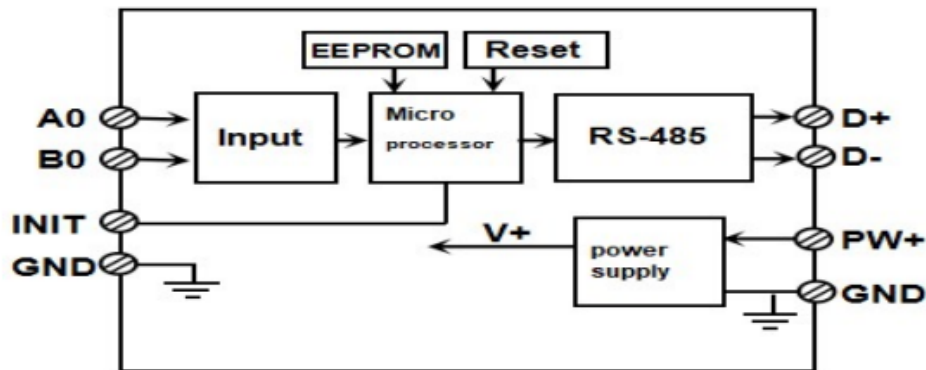 EEPROM
Reset
A0
B0
Input
Micro
processor
RS-485
D+
D-
INIT
GND
V+
power
supply
PW+
GND